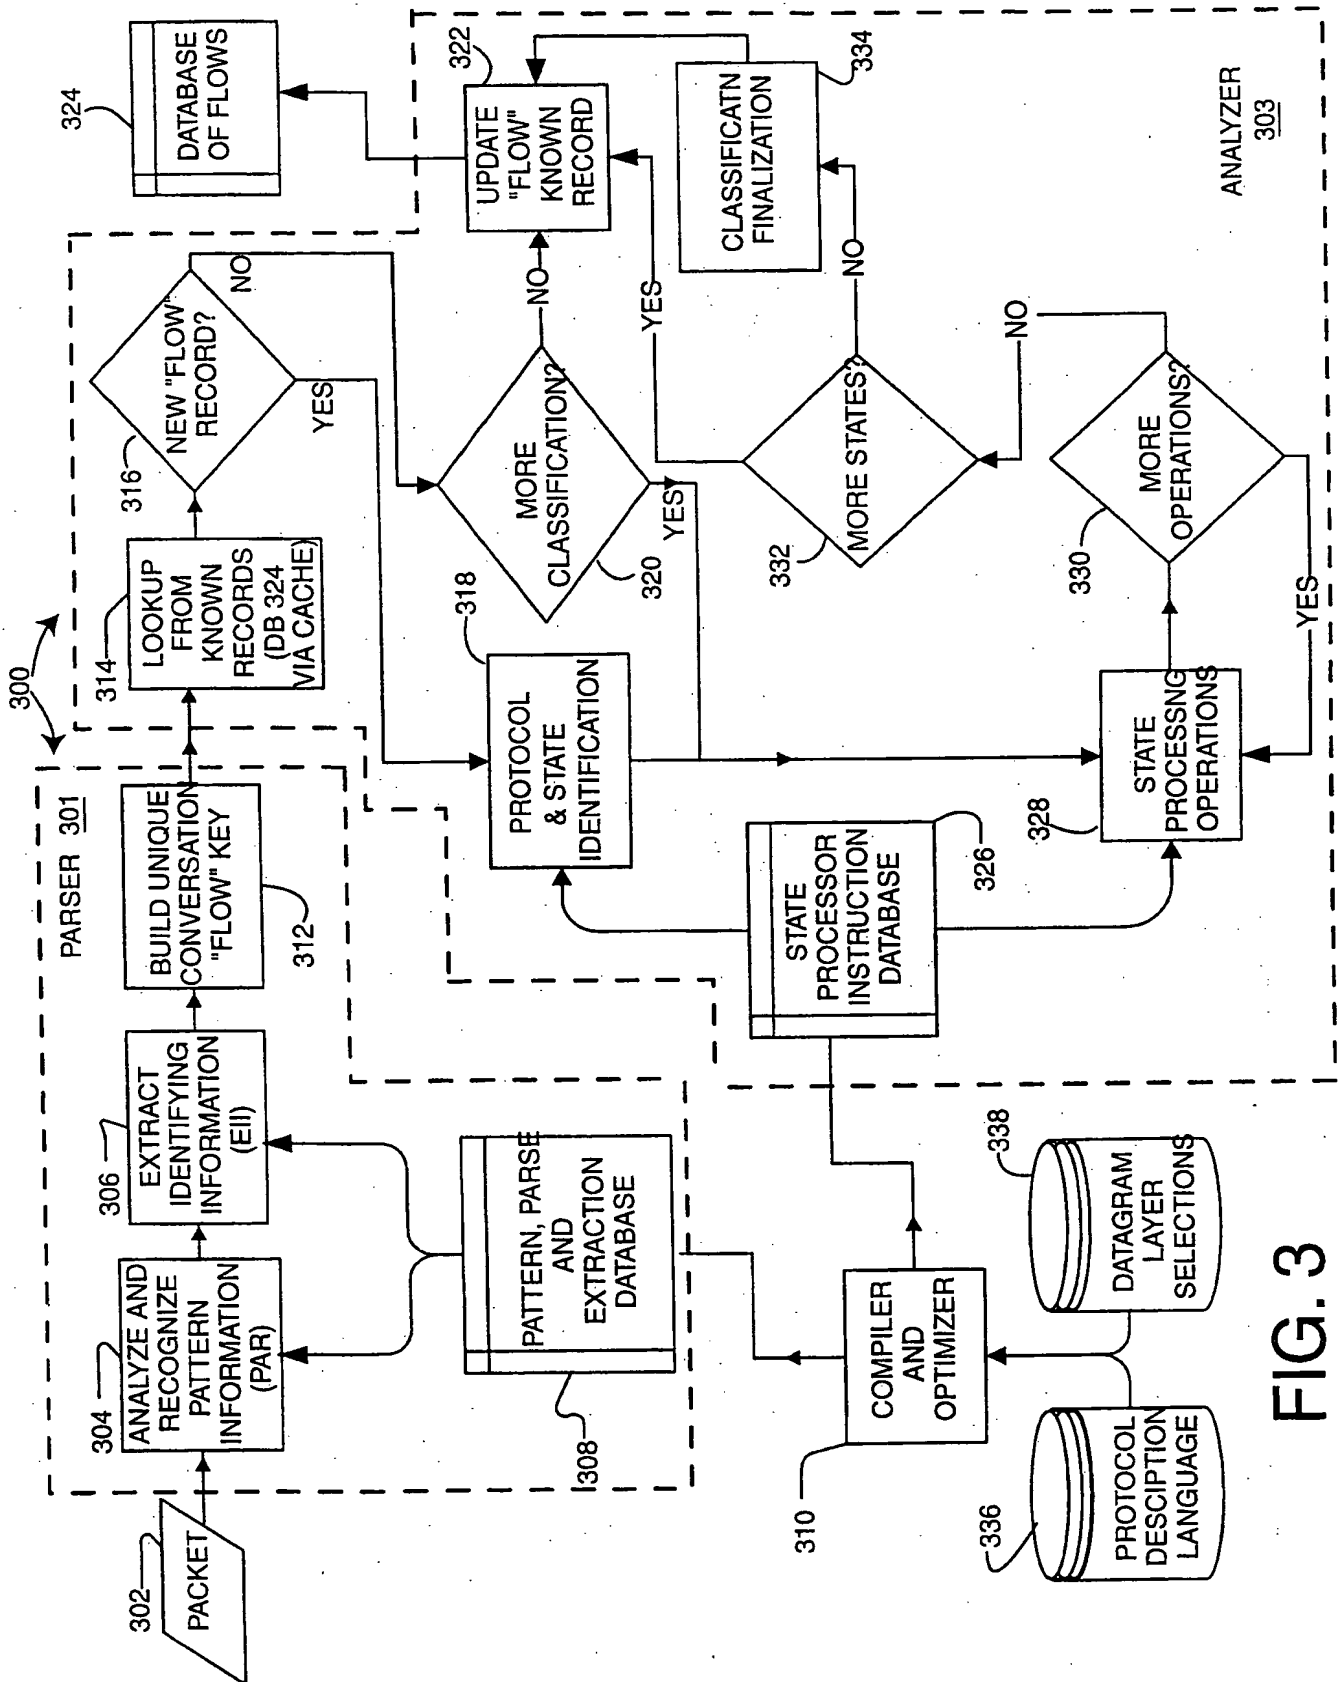 300
PARSER 301
302
PACKET
304
ANALYZE AND
RECOGNIZE
PATTERN
INFORMATION
(PAR)
306
EXTRACT
IDENTIFYING
INFORMATION
(EII)
BUILD UNIQUE
CONVERSATION
"FLOW" KEY
312
314
LOOKUP
FROM
KNOWN
RECORDS
(DB 324
VIA CACHE)
316
NEW "FLOW"
RECORD?
NO
YES
324
DATABASE
OF FLOWS
308
PATTERN, PARSE
AND
EXTRACTION
DATABASE
318
PROTOCOL
& STATE
IDENTIFICATION
MORE
CLASSIFICATION?
320
NO
YES
322
UPDATE
"FLOW"
KNOWN
RECORD
310
COMPILER
AND
OPTIMIZER
STATE
PROCESSOR
INSTRUCTION
DATABASE
326
332
MORE STATES?
YES
NO
CLASSIFICATN
FINALIZATION
334
336
PROTOCOL
DESCIPTION
LANGUAGE
338
DATAGRAM
LAYER
SELECTIONS
328
STATE
PROCESSNG
OPERATIONS
330
MORE
OPERATIONS?
NO
YES
ANALYZER
303
FIG. 3